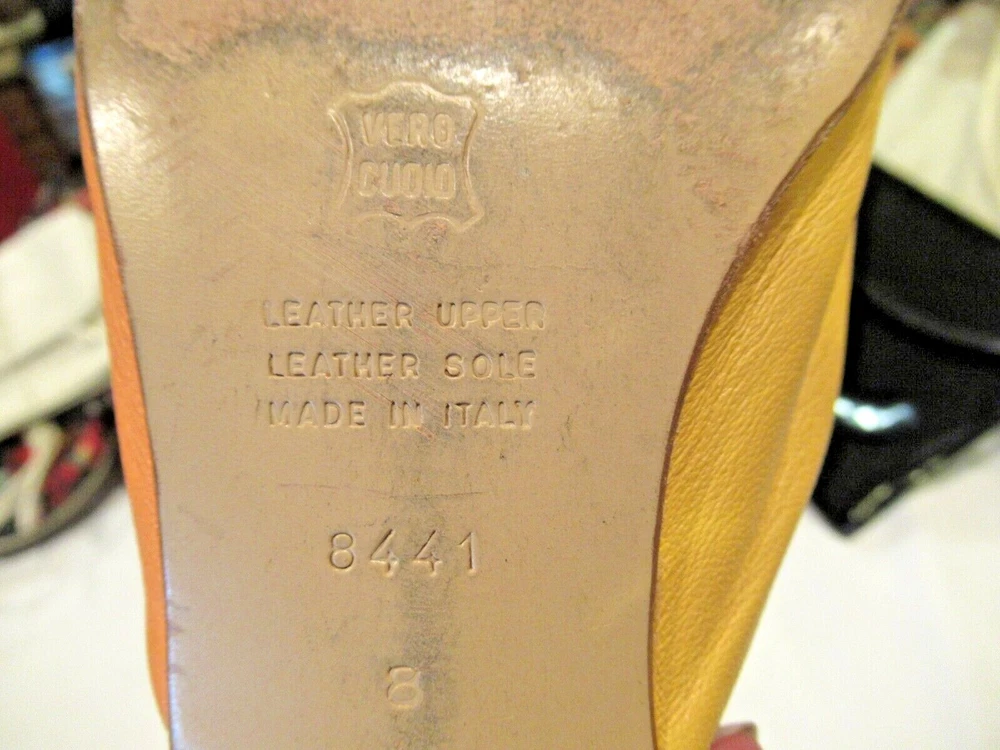 VERO
CUOIO
LEATHER UPPER
LEATHER SOLE
MADE IN ITALY
8441
8